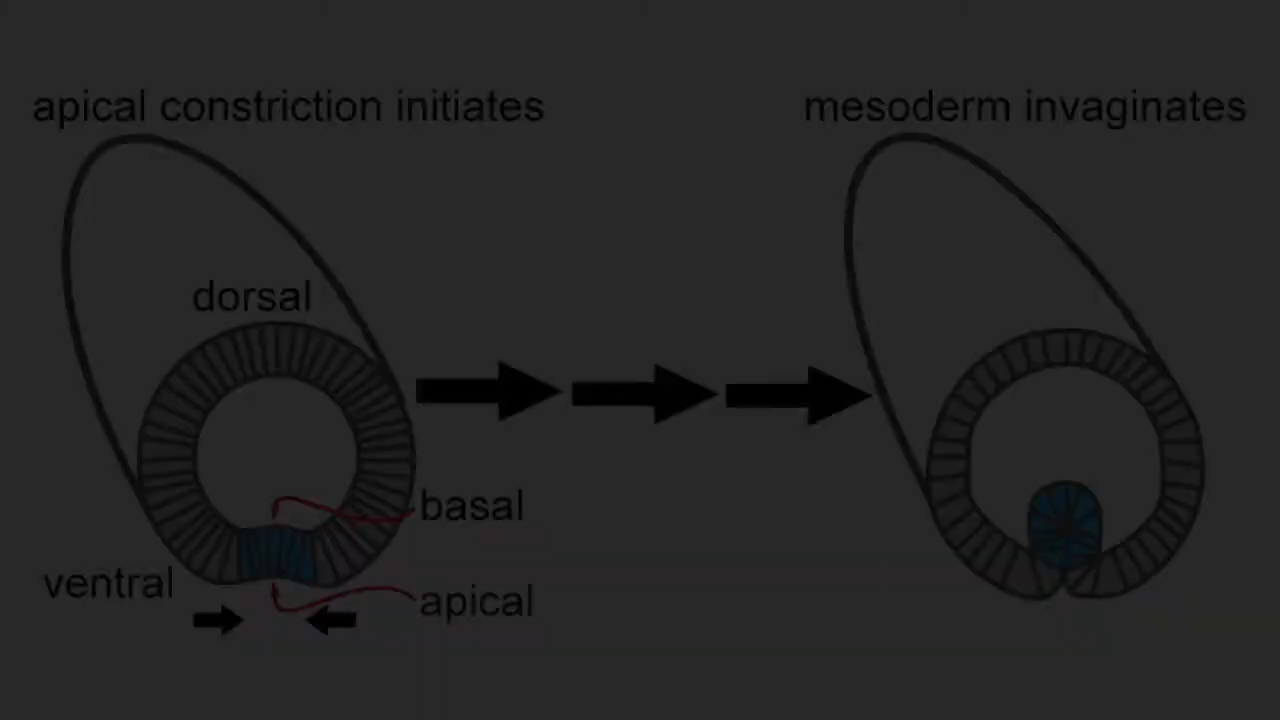 apical constriction initiates
mesoderm invaginates
dorsal
basal
ventral
apical